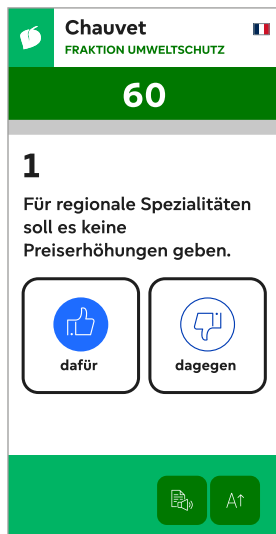 Chauvet
FRAKTION UMWELTSCHUTZ
60
1
Für regionale Spezialitäten
soll es keine
Preiserhöhungen geben.
dafür
dagegen
A↑